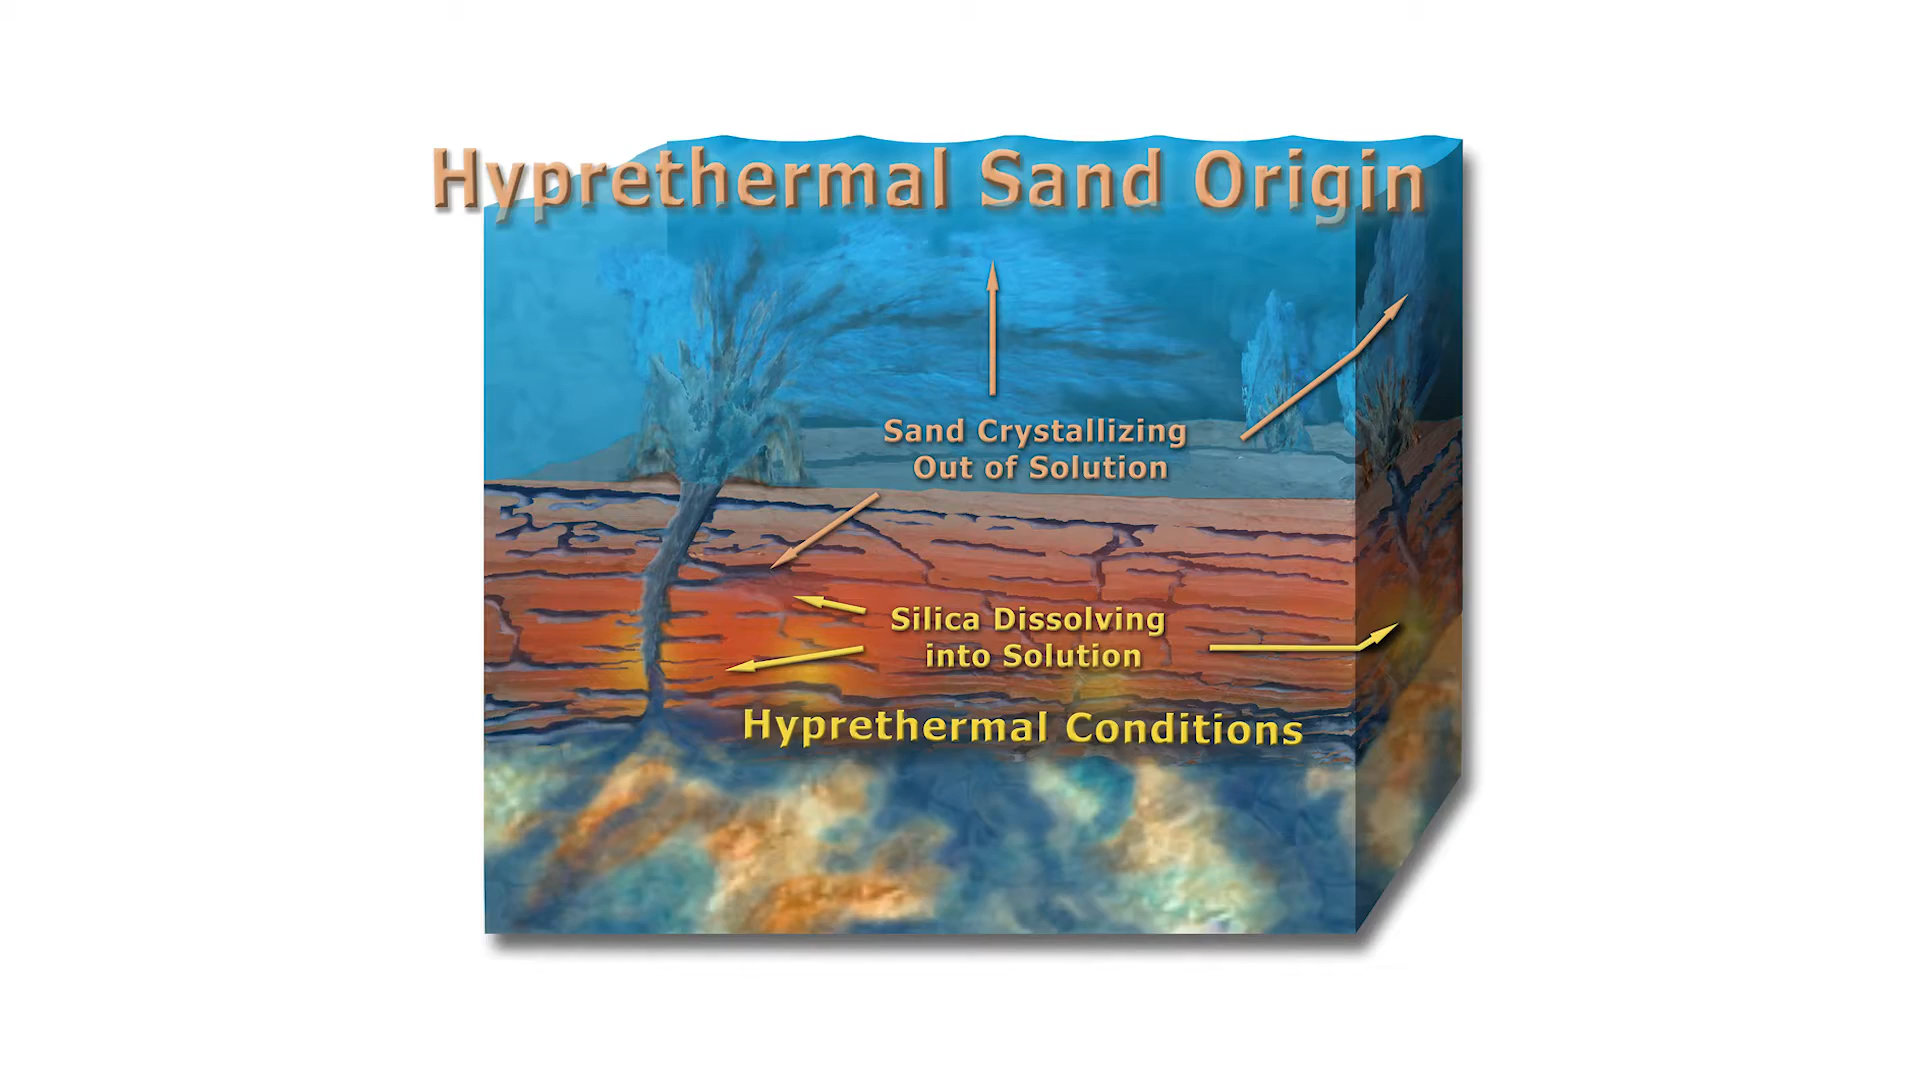 Hyprethermal Sand Origin
Sand Crystallizing
Out of Solution
Silica Dissolving
into Solution
Hyprethermal Conditions